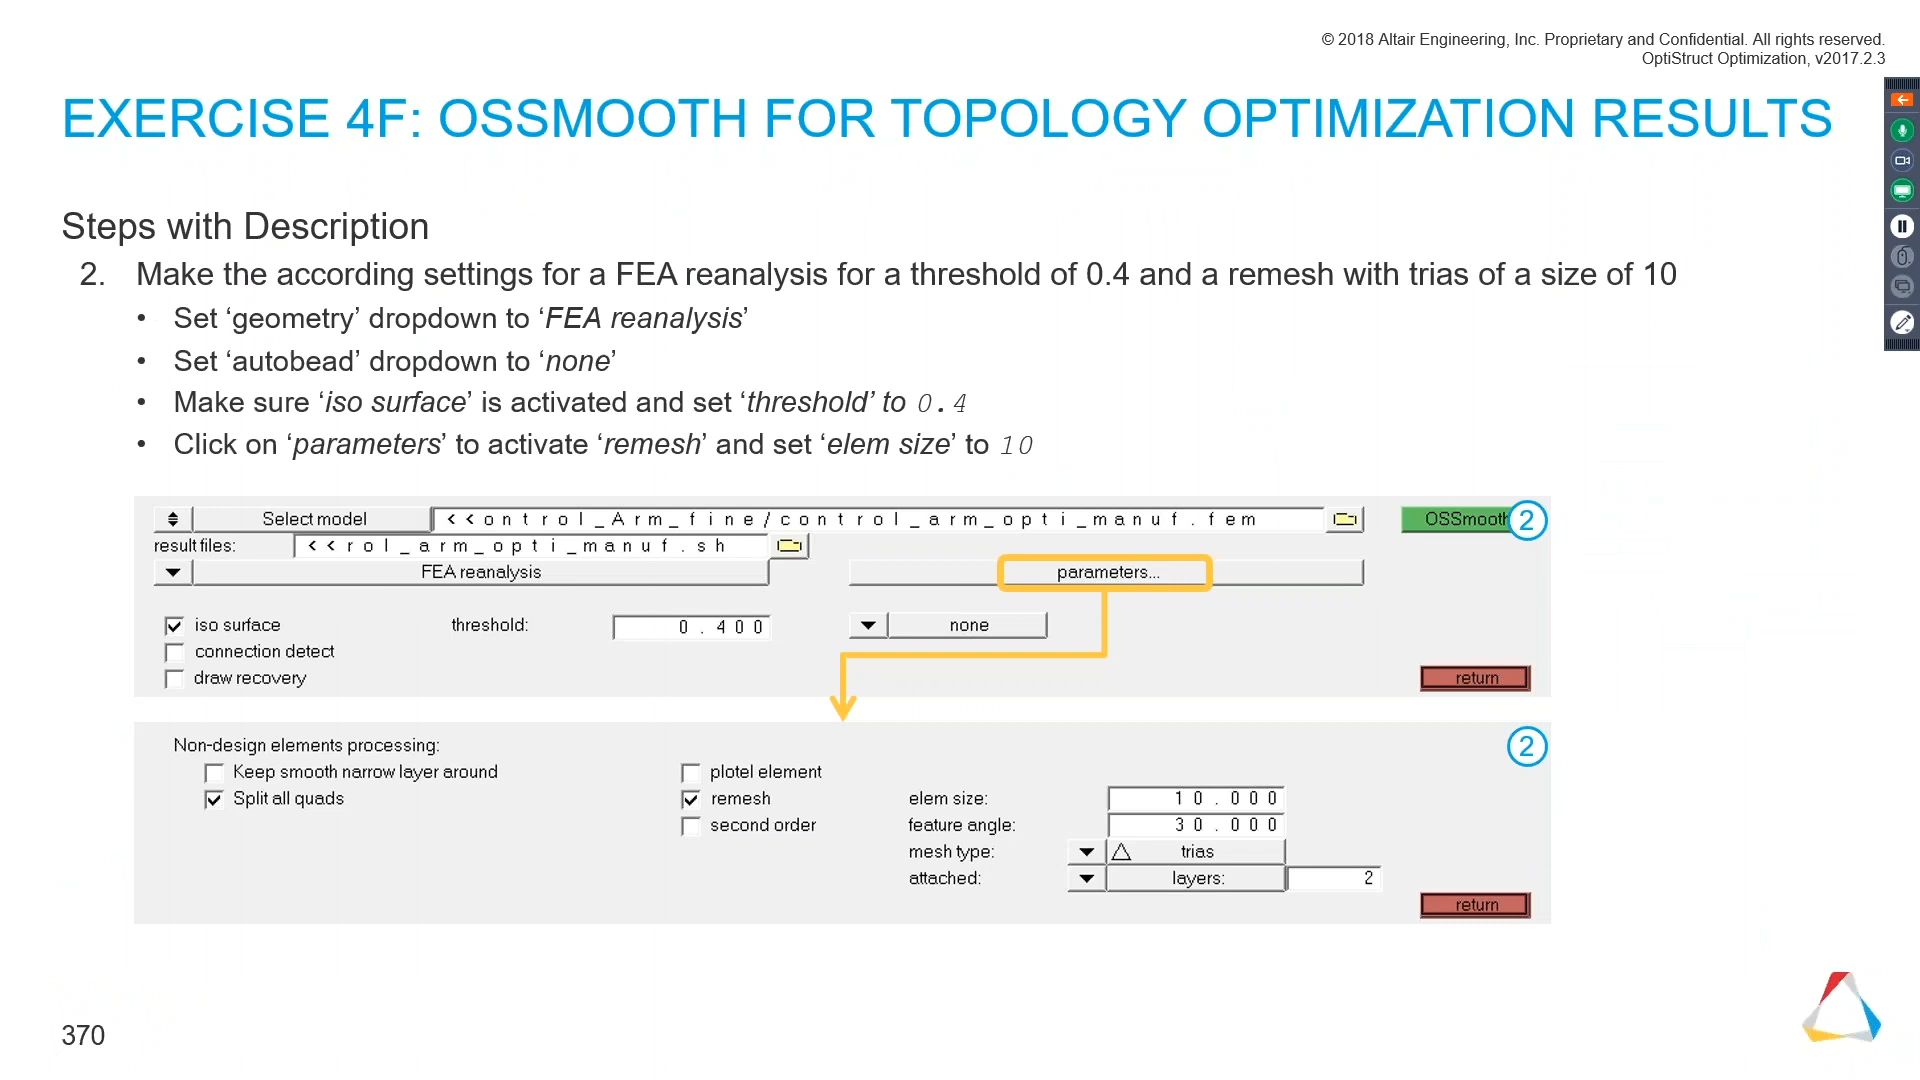 © 2018 Altair Engineering, Inc. Proprietary and Confidential. All rights reserved.
OptiStruct Optimization, v2017.2.3
EXERCISE 4F: OSSMOOTH FOR TOPOLOGY OPTIMIZATION RESULTS
Steps with Description
2. Make the according settings for a FEA reanalysis for a threshold of 0.4 and a remesh with trias of a size of 10
• Set ‘geometry’ dropdown to ‘FEA reanalysis’
• Set ‘autobead’ dropdown to ‘none’
• Make sure ‘iso surface’ is activated and set ‘threshold’ to 0.4
• Click on ‘parameters’ to activate ‘remesh’ and set ‘elem size’ to 10
Select model <<ontrol_Arm_fine/control_arm_opti_manuf.fem OSSmooth 2
result files: <<rol_arm_opti_manuf.sh
FEA reanalysis parameters...
iso surface threshold: 0.400 none
connection detect
draw recovery return
Non-design elements processing: 2
Keep smooth narrow layer around plotel element
Split all quads remesh elem size: 10.000
second order feature angle: 30.000
mesh type: trias
attached: layers: 2
return
370